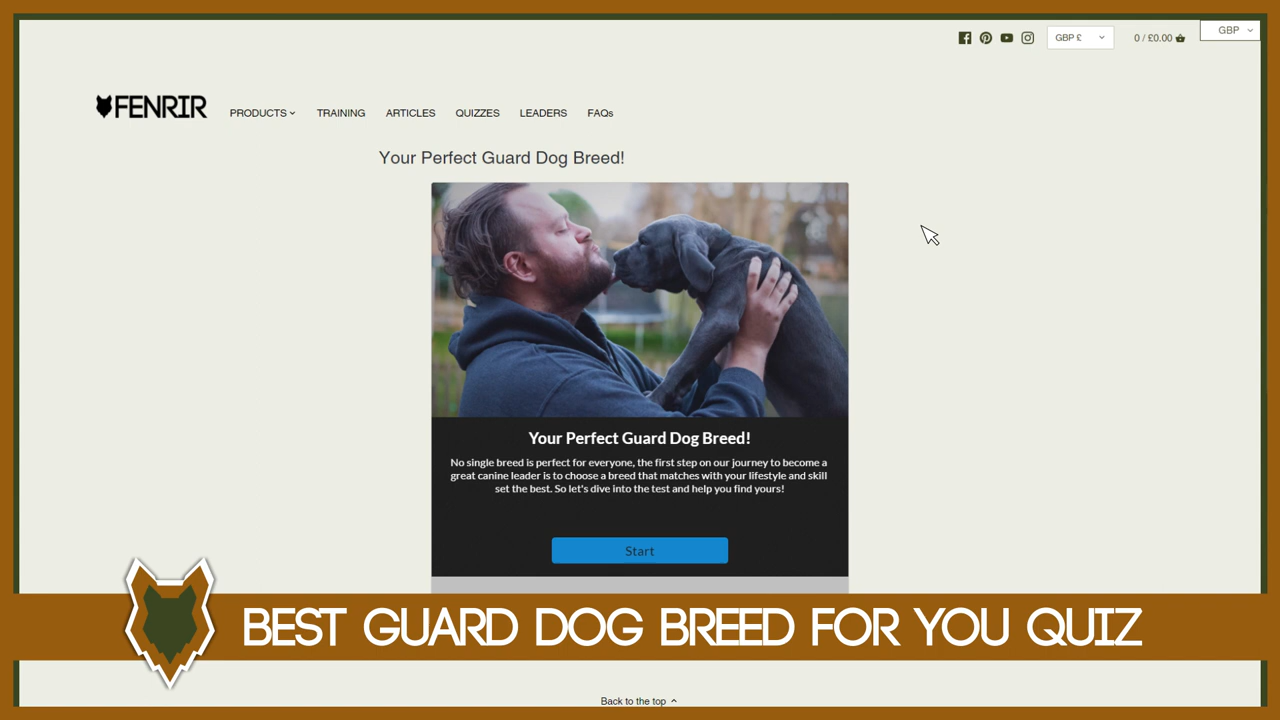 GBP £
0 / £0.00
GBP
FENRIR
PRODUCTS
TRAINING
ARTICLES
QUIZZES
LEADERS
FAQs
Your Perfect Guard Dog Breed!
Your Perfect Guard Dog Breed!
No single breed is perfect for everyone, the first step on our journey to become a
great canine leader is to choose a breed that matches with your lifestyle and skill
set the best. So let's dive into the test and help you find yours!
Start
BEST GUARD DOG BREED FOR YOU QUIZ
Back to the top